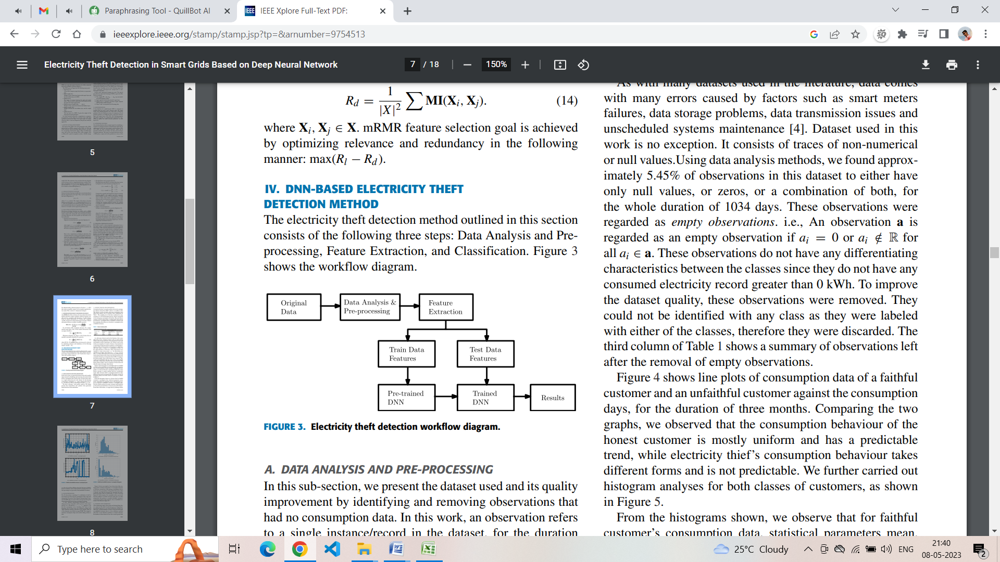 Paraphrasing Tool - QuillBot AI
IEEE
IEEE Xplore Full-Text PDF:
ieeexplore.ieee.org/stamp/stamp.jsp?tp=&arnumber=9754513
Electricity Theft Detection in Smart Grids Based on Deep Neural Network
7 / 18
150%
5
6
7
8
R_d = 1/|X|² ∑ MI(X_i, X_j). (14)
where X_i, X_j ∈ X. mRMR feature selection goal is achieved
by optimizing relevance and redundancy in the following
manner: max(R_l − R_d).
IV. DNN-BASED ELECTRICITY THEFT
DETECTION METHOD
The electricity theft detection method outlined in this section
consists of the following three steps: Data Analysis and Pre-
processing, Feature Extraction, and Classification. Figure 3
shows the workflow diagram.
Original
Data
Data Analysis &
Pre-processing
Feature
Extraction
Train Data
Features
Test Data
Features
Pre-trained
DNN
Trained
DNN
Results
FIGURE 3. Electricity theft detection workflow diagram.
A. DATA ANALYSIS AND PRE-PROCESSING
In this sub-section, we present the dataset used and its quality
improvement by identifying and removing observations that
had no consumption data. In this work, an observation refers
to a single instance/record in the dataset, for the duration
As with many datasets used in the literature, data comes
with many errors caused by factors such as smart meters
failures, data storage problems, data transmission issues and
unscheduled systems maintenance [4]. Dataset used in this
work is no exception. It consists of traces of non-numerical
or null values.Using data analysis methods, we found approx-
imately 5.45% of observations in this dataset to either have
only null values, or zeros, or a combination of both, for
the whole duration of 1034 days. These observations were
regarded as empty observations. i.e., An observation a is
regarded as an empty observation if a_i = 0 or a_i ∉ ℝ for
all a_i ∈ a. These observations do not have any differentiating
characteristics between the classes since they do not have any
consumed electricity record greater than 0 kWh. To improve
the dataset quality, these observations were removed. They
could not be identified with any class as they were labeled
with either of the classes, therefore they were discarded. The
third column of Table 1 shows a summary of observations left
after the removal of empty observations.
Figure 4 shows line plots of consumption data of a faithful
customer and an unfaithful customer against the consumption
days, for the duration of three months. Comparing the two
graphs, we observed that the consumption behaviour of the
honest customer is mostly uniform and has a predictable
trend, while electricity thief's consumption behaviour takes
different forms and is not predictable. We further carried out
histogram analyses for both classes of customers, as shown
in Figure 5.
From the histograms shown, we observe that for faithful
customer's consumption data, statistical parameters mean,
Type here to search
25°C Cloudy
ENG
21:40
08-05-2023
2